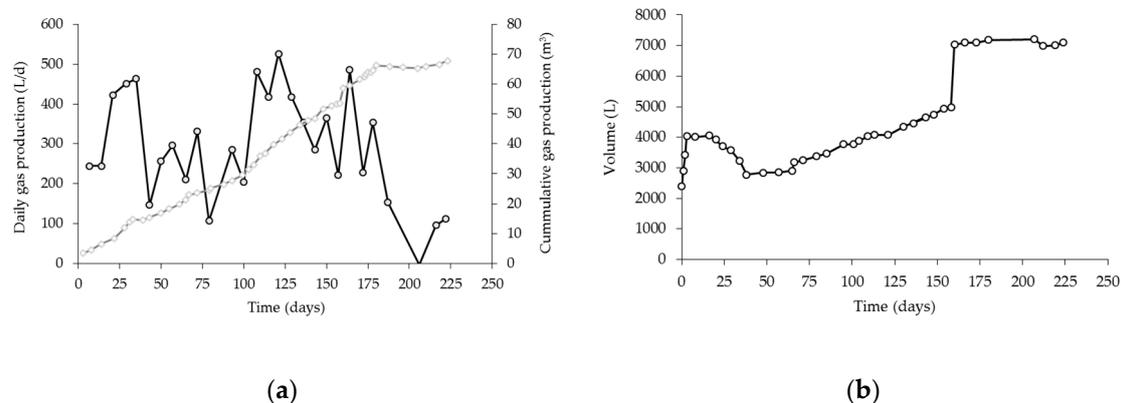 600
500
400
300
200
100
0
Daily gas production (L/d)
80
70
60
50
40
30
20
10
0
Cummulative gas production (m³)
0 25 50 75 100 125 150 175 200 225 250
Time (days)
(a)
8000
7000
6000
5000
4000
3000
2000
1000
0
Volume (L)
0 25 50 75 100 125 150 175 200 225 250
Time (days)
(b)